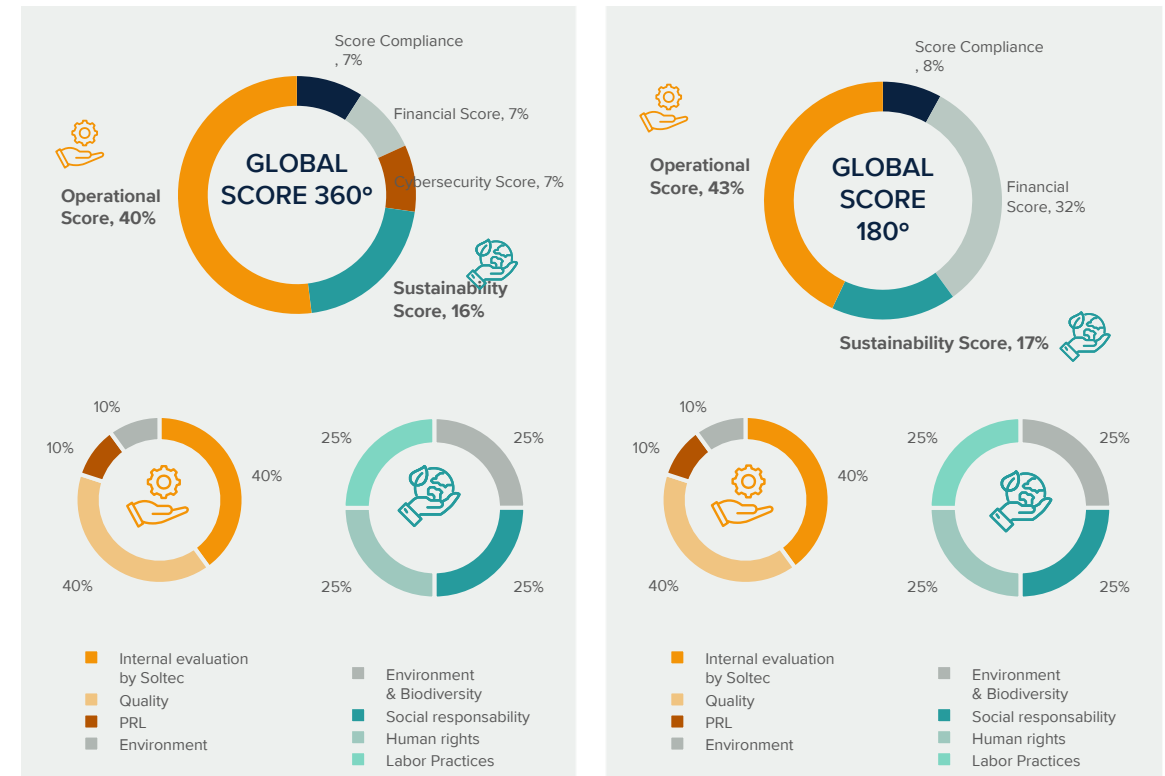 Score Compliance
, 7%
Financial Score, 7%
Cybersecurity Score, 7%
GLOBAL
SCORE 360°
Operational
Score, 40%
Sustainability
Score, 16%
10%
10%
40%
40%
25%
25%
25%
25%
Internal evaluation
by Soltec
Quality
PRL
Environment
Environment
& Biodiversity
Social responsability
Human rights
Labor Practices
Score Compliance
, 8%
Operational
Score, 43%
GLOBAL
SCORE
180°
Financial
Score, 32%
Sustainability Score, 17%
10%
10%
40%
40%
25%
25%
25%
25%
Internal evaluation
by Soltec
Quality
PRL
Environment
Environment
& Biodiversity
Social responsability
Human rights
Labor Practices